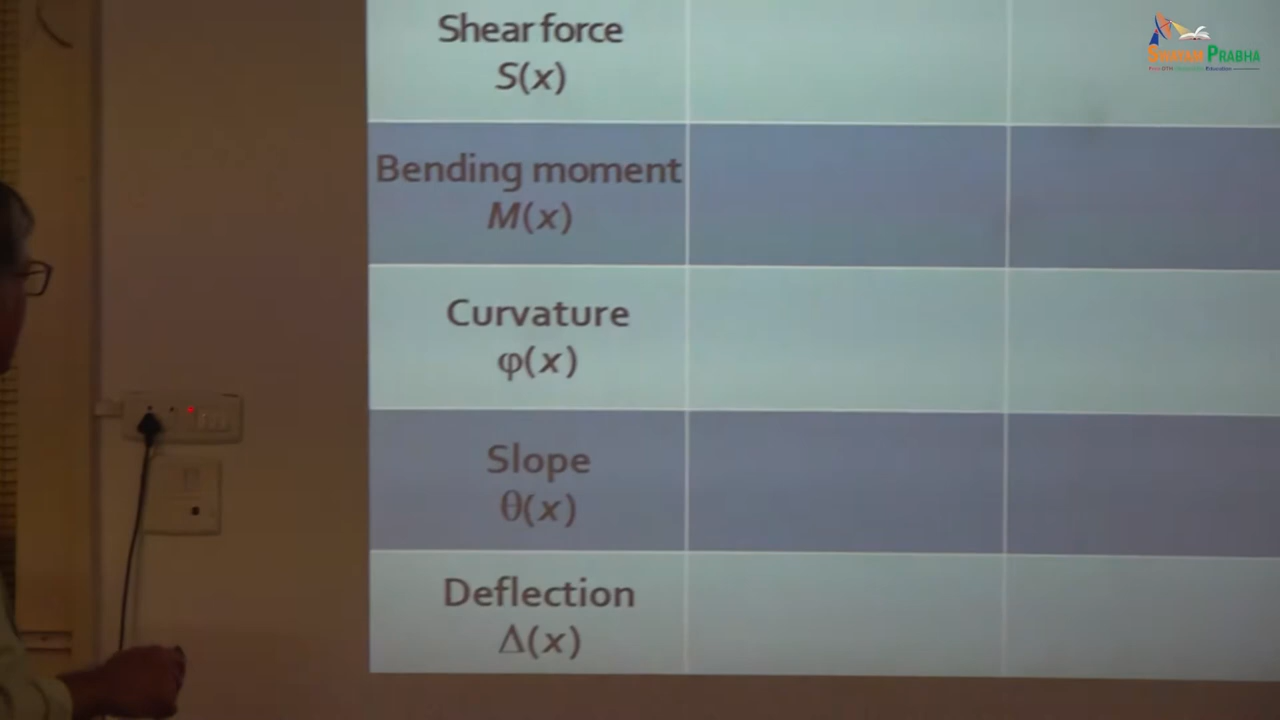 Shear force
S(x)
SWAYAM PRABHA
Bending moment
M(x)
Curvature
φ(x)
Slope
θ(x)
Deflection
Δ(x)